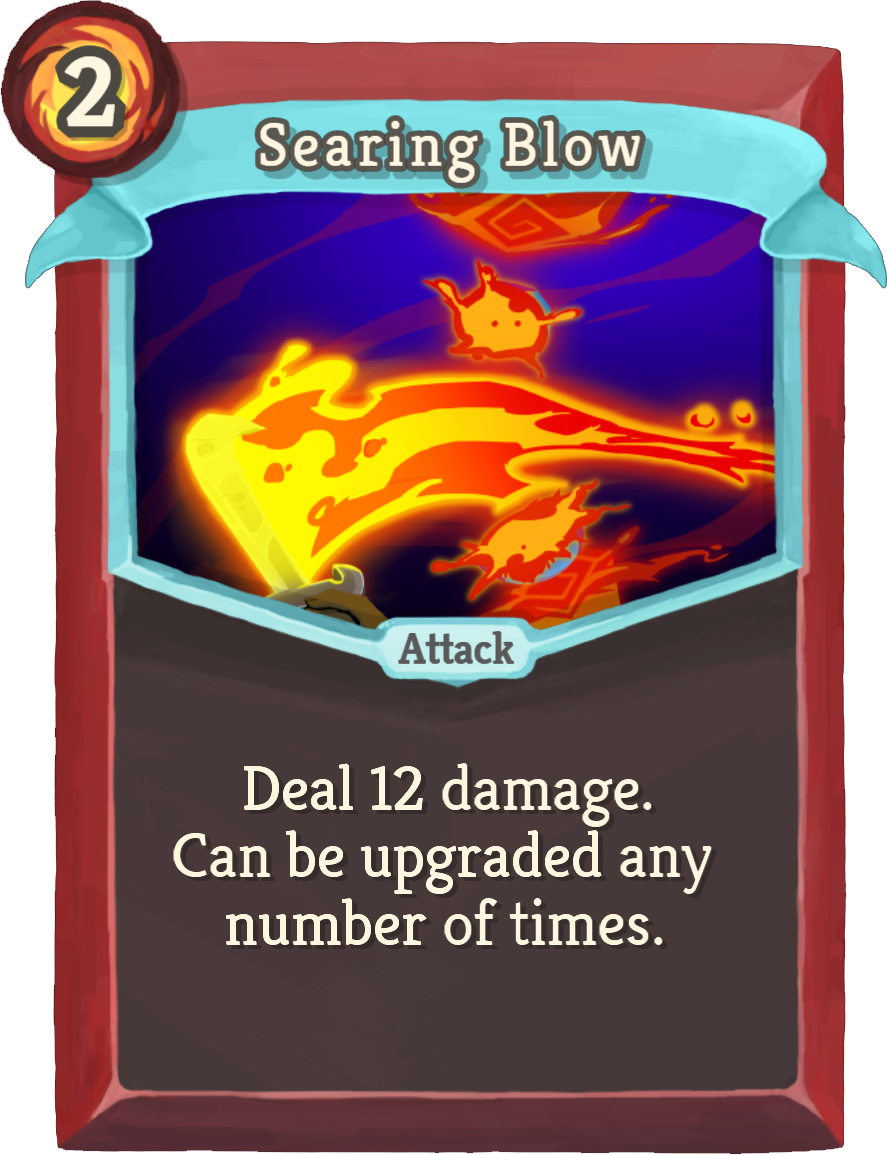 2
Searing Blow
Attack
Deal 12 damage.
Can be upgraded any
number of times.